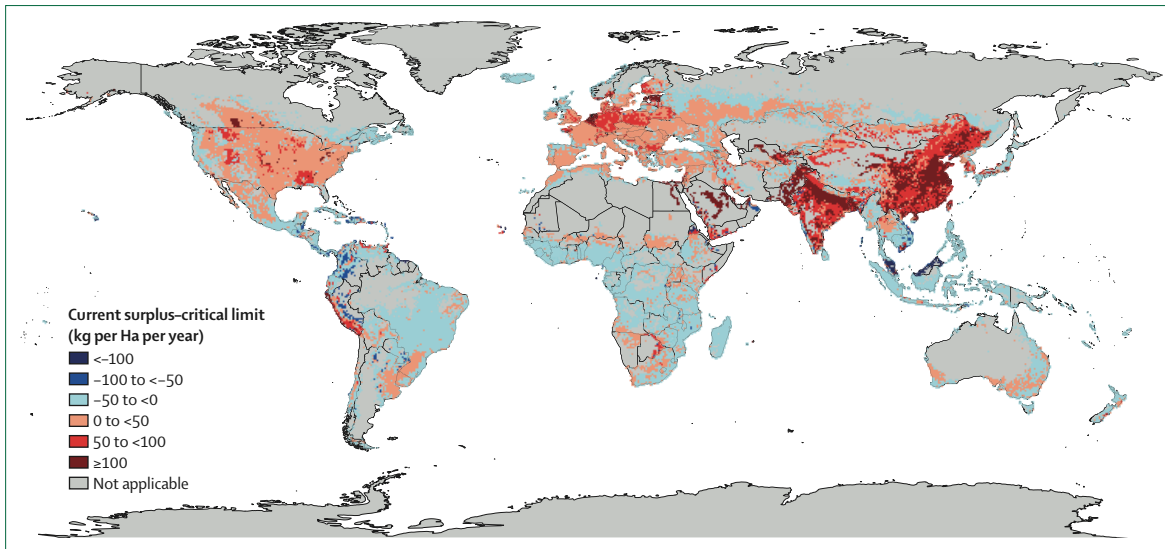 Current surplus–critical limit
(kg per Ha per year)
<–100
–100 to <–50
–50 to <0
0 to <50
50 to <100
≥100
Not applicable